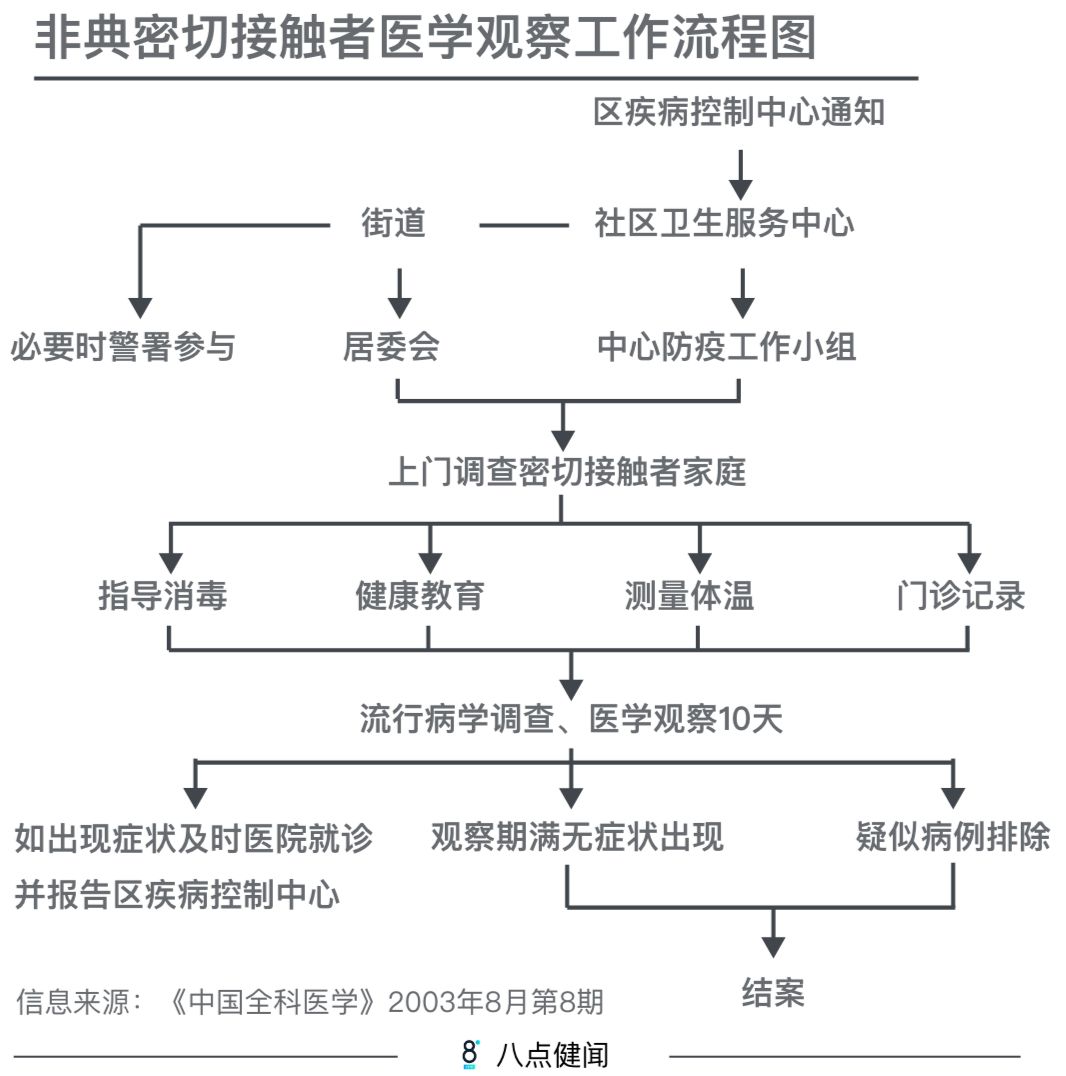 非典密切接触者医学观察工作流程图
区疾病控制中心通知
街道
社区卫生服务中心
必要时警署参与
居委会
中心防疫工作小组
上门调查密切接触者家庭
指导消毒
健康教育
测量体温
门诊记录
流行病学调查、医学观察10天
如出现症状及时医院就诊
并报告区疾病控制中心
观察期满无症状出现
疑似病例排除
结案
信息来源：《中国全科医学》2003年8月第8期
8 八点健闻